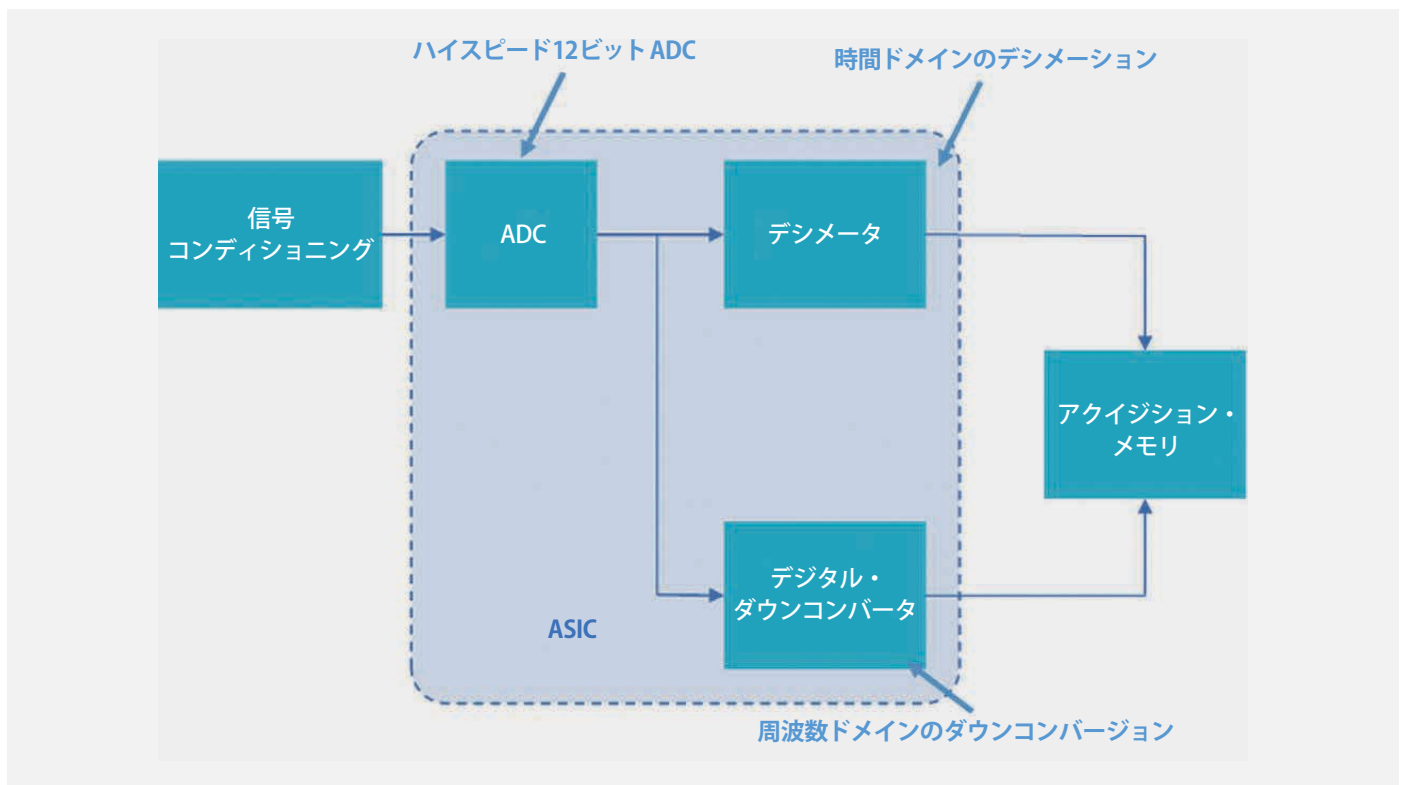 ハイスピード12ビット ADC
時間ドメインのデシメーション
信号
コンディショニング
ADC
デシメータ
アクイジション・
メモリ
デジタル・
ダウンコンバータ
ASIC
周波数ドメインのダウンコンバージョン